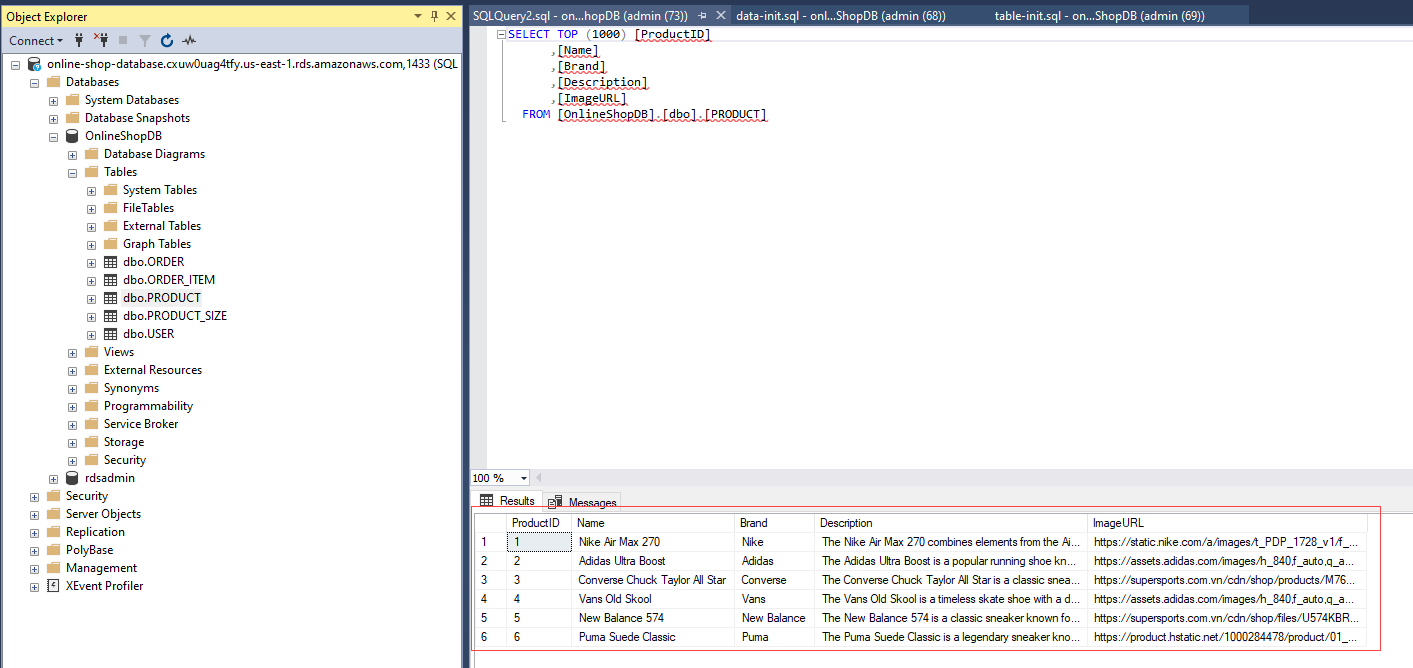 Object Explorer
Connect
online-shop-database.cxuw0uag4tfy.us-east-1.rds.amazonaws.com,1433 (SQL
Databases
System Databases
Database Snapshots
OnlineShopDB
Database Diagrams
Tables
System Tables
FileTables
External Tables
Graph Tables
dbo.ORDER
dbo.ORDER_ITEM
dbo.PRODUCT
dbo.PRODUCT_SIZE
dbo.USER
Views
External Resources
Synonyms
Programmability
Service Broker
Storage
Security
rdsadmin
Security
Server Objects
Replication
PolyBase
Management
XEvent Profiler
SQLQuery2.sql - on...hopDB (admin (73)) data-init.sql - onl...ShopDB (admin (68)) table-init.sql - on...ShopDB (admin (69))
SELECT TOP (1000) [ProductID]
,[Name]
,[Brand]
,[Description]
,[ImageURL]
FROM [OnlineShopDB].[dbo].[PRODUCT]
100 %
Results Messages
ProductID Name Brand Description ImageURL
1 1 Nike Air Max 270 Nike The Nike Air Max 270 combines elements from the Ai... https://static.nike.com/a/images/t_PDP_1728_v1/f_...
2 2 Adidas Ultra Boost Adidas The Adidas Ultra Boost is a popular running shoe kn... https://assets.adidas.com/images/h_840,f_auto,q_a...
3 3 Converse Chuck Taylor All Star Converse The Converse Chuck Taylor All Star is a classic snea... https://supersports.com.vn/cdn/shop/products/M76...
4 4 Vans Old Skool Vans The Vans Old Skool is a timeless skate shoe with a d... https://assets.adidas.com/images/h_840,f_auto,q_a...
5 5 New Balance 574 New Balance The New Balance 574 is a classic sneaker known fo... https://supersports.com.vn/cdn/shop/files/U574KBR...
6 6 Puma Suede Classic Puma The Puma Suede Classic is a legendary sneaker kno... https://product.hstatic.net/1000284478/product/01_...